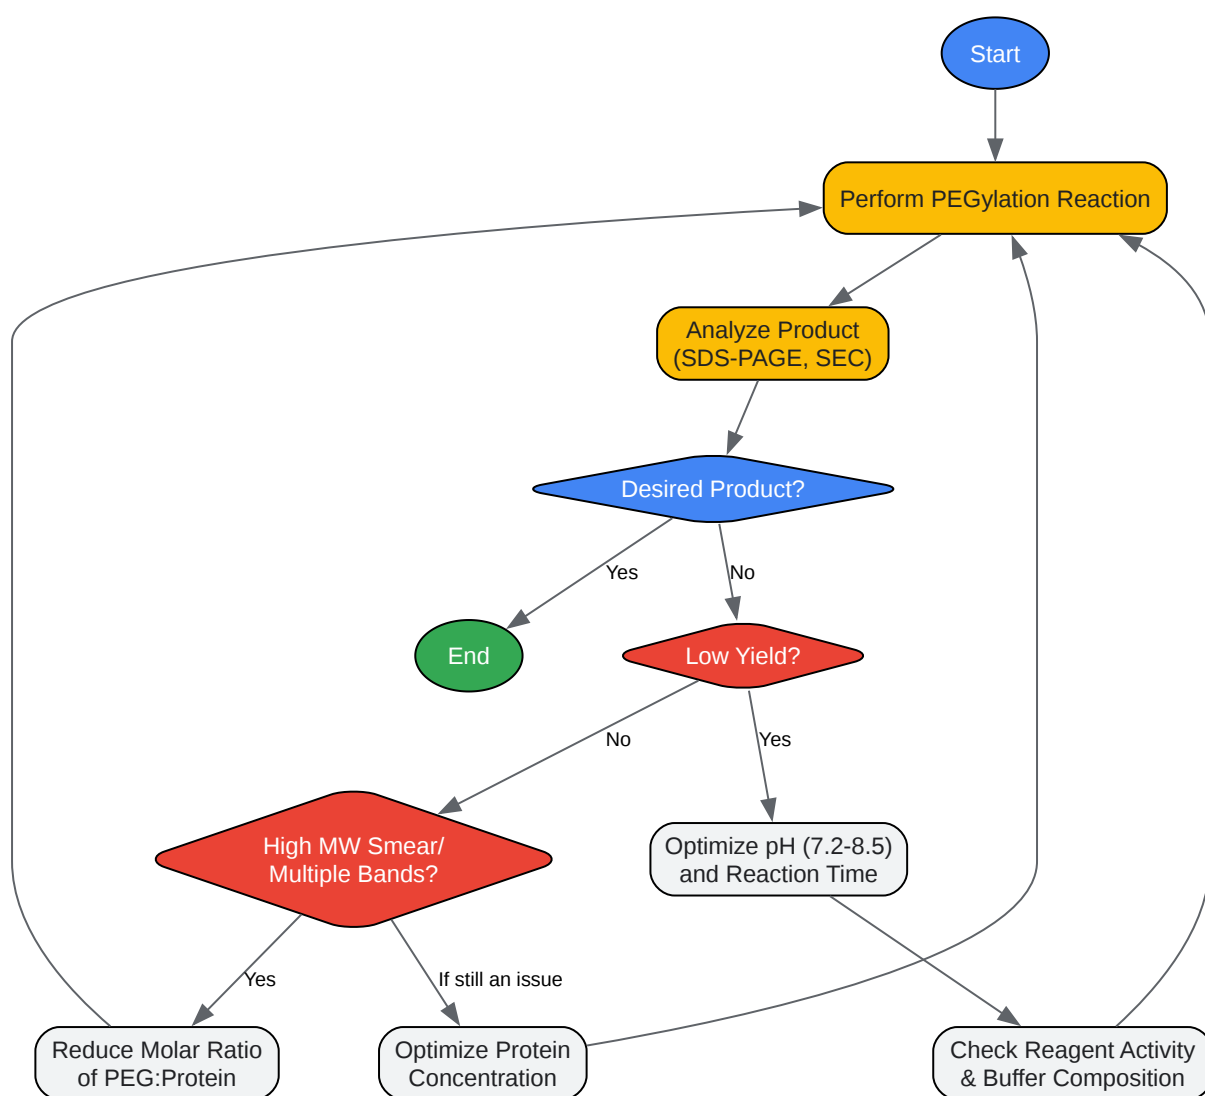 Start
Perform PEGylation Reaction
Analyze Product
(SDS-PAGE, SEC)
Desired Product?
Yes
No
End
Low Yield?
No
Yes
High MW Smear/
Multiple Bands?
Optimize pH (7.2-8.5)
and Reaction Time
Yes
If still an issue
Reduce Molar Ratio
of PEG:Protein
Optimize Protein
Concentration
Check Reagent Activity
& Buffer Composition